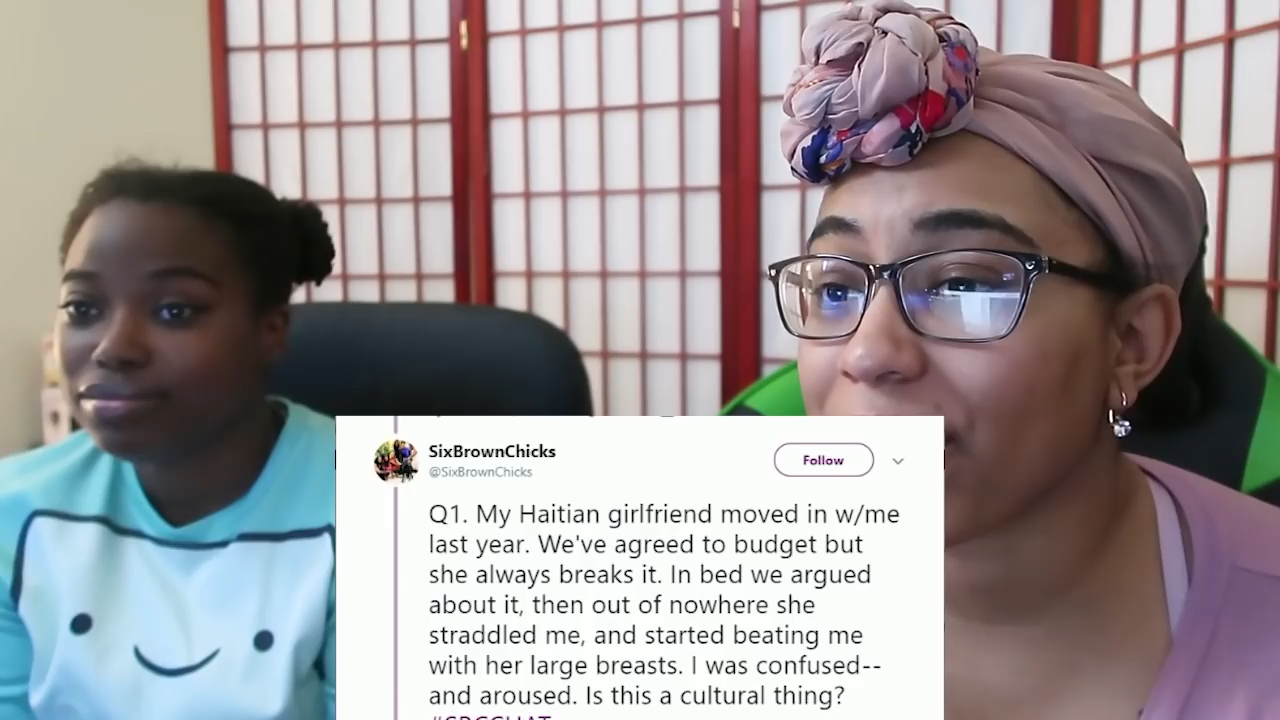 SixBrownChicks
@SixBrownChicks
Follow
Q1. My Haitian girlfriend moved in w/me
last year. We've agreed to budget but
she always breaks it. In bed we argued
about it, then out of nowhere she
straddled me, and started beating me
with her large breasts. I was confused--
and aroused. Is this a cultural thing?